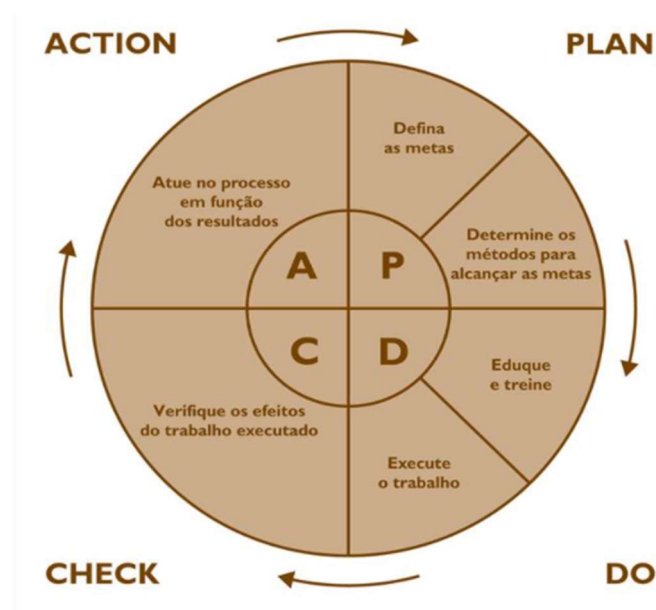 ACTION
PLAN
Defina
as metas
Atue no processo
em função
dos resultados
Determine os
métodos para
alcançar as metas
A
P
C
D
Eduque
e treine
Verifique os efeitos
do trabalho executado
Execute
o trabalho
CHECK
DO